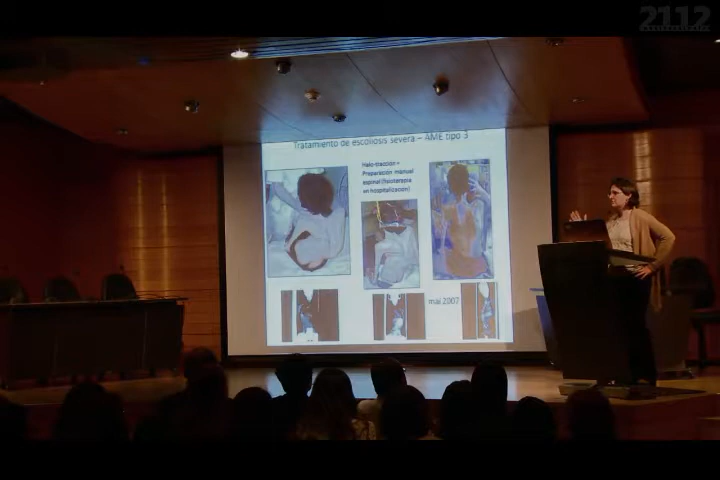 2112
Tratamiento de escoliosis severa – AME tipo 3
Halo-tracción +
Preparación manual
espinal (fisioterapia
en hospitalización)
mai.2007